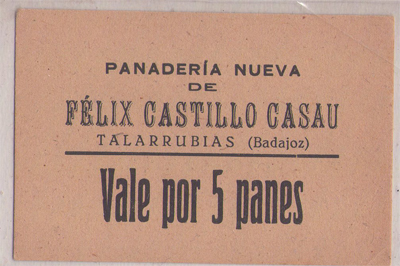 PANADERÍA NUEVA
DE
FÉLIX CASTILLO CASAU
TALARRUBIAS (Badajoz)
Vale por 5 panes